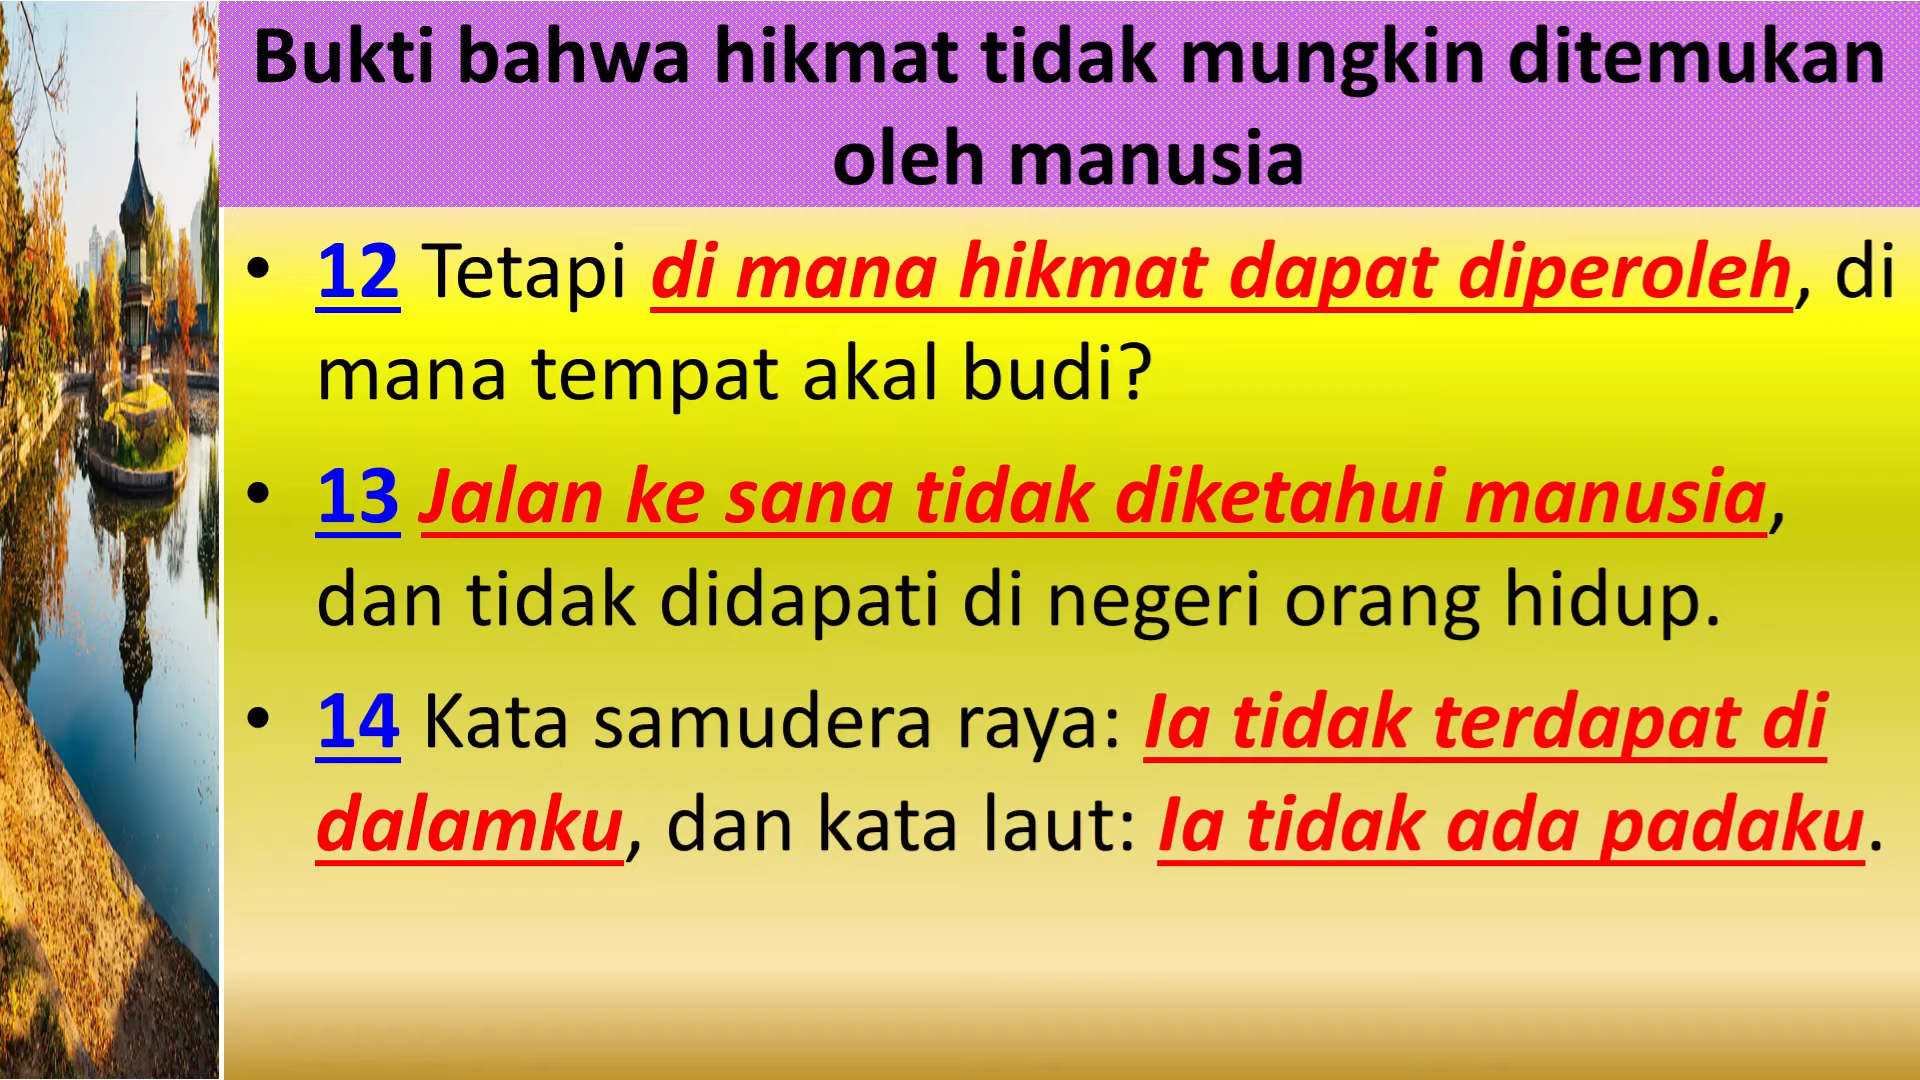 Bukti bahwa hikmat tidak mungkin ditemukan
oleh manusia
• 12 Tetapi di mana hikmat dapat diperoleh, di
mana tempat akal budi?
• 13 Jalan ke sana tidak diketahui manusia,
dan tidak didapati di negeri orang hidup.
• 14 Kata samudera raya: Ia tidak terdapat di
dalamku, dan kata laut: Ia tidak ada padaku.